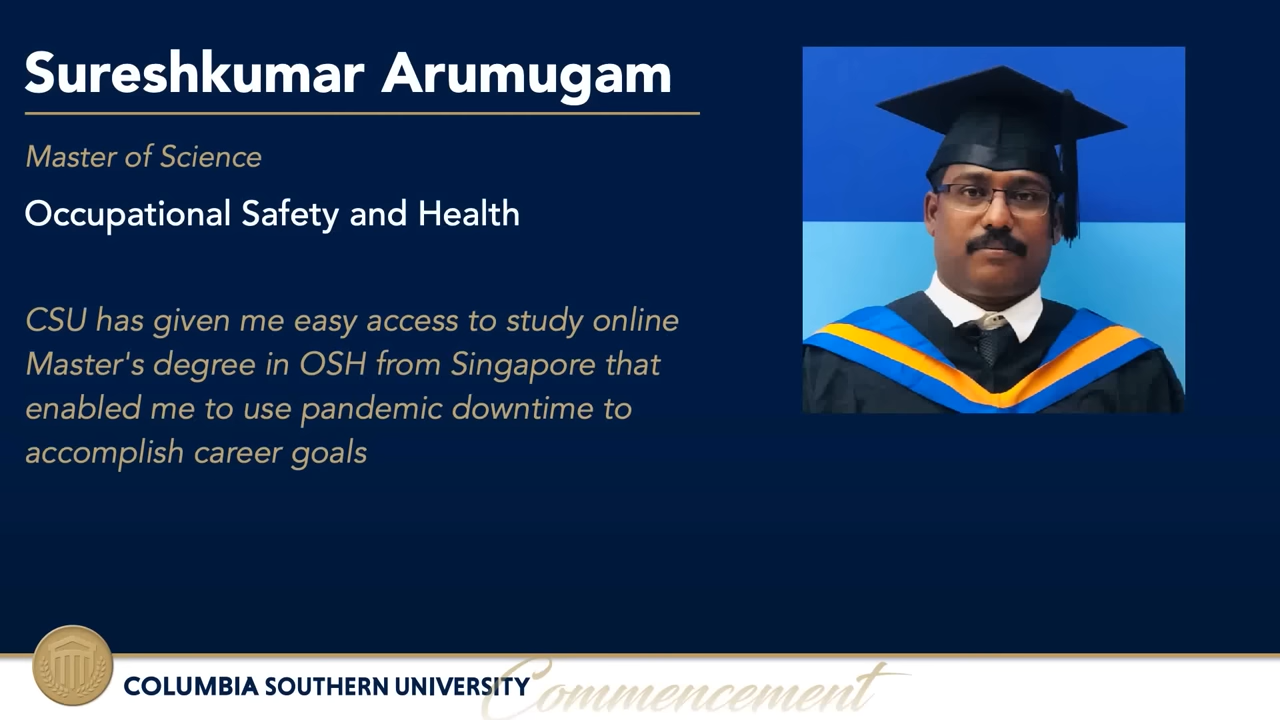 Sureshkumar Arumugam
Master of Science
Occupational Safety and Health
CSU has given me easy access to study online
Master's degree in OSH from Singapore that
enabled me to use pandemic downtime to
accomplish career goals
COLUMBIA SOUTHERN UNIVERSITY
Commencement